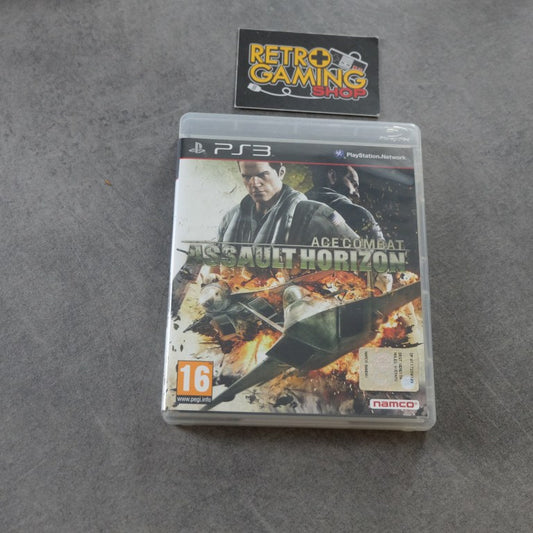 RETRO
GAMING
SHOP
PS3
PlayStation Network
ACE COMBAT
ASSAULT HORIZON
16
www.pegi.info
namco